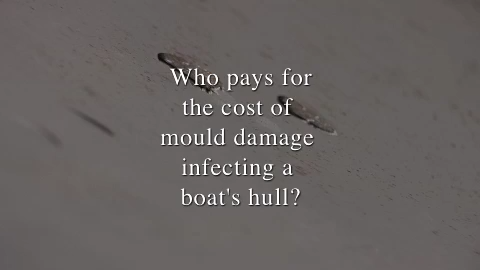 Who pays for
the cost of
mould damage
infecting a
boat's hull?